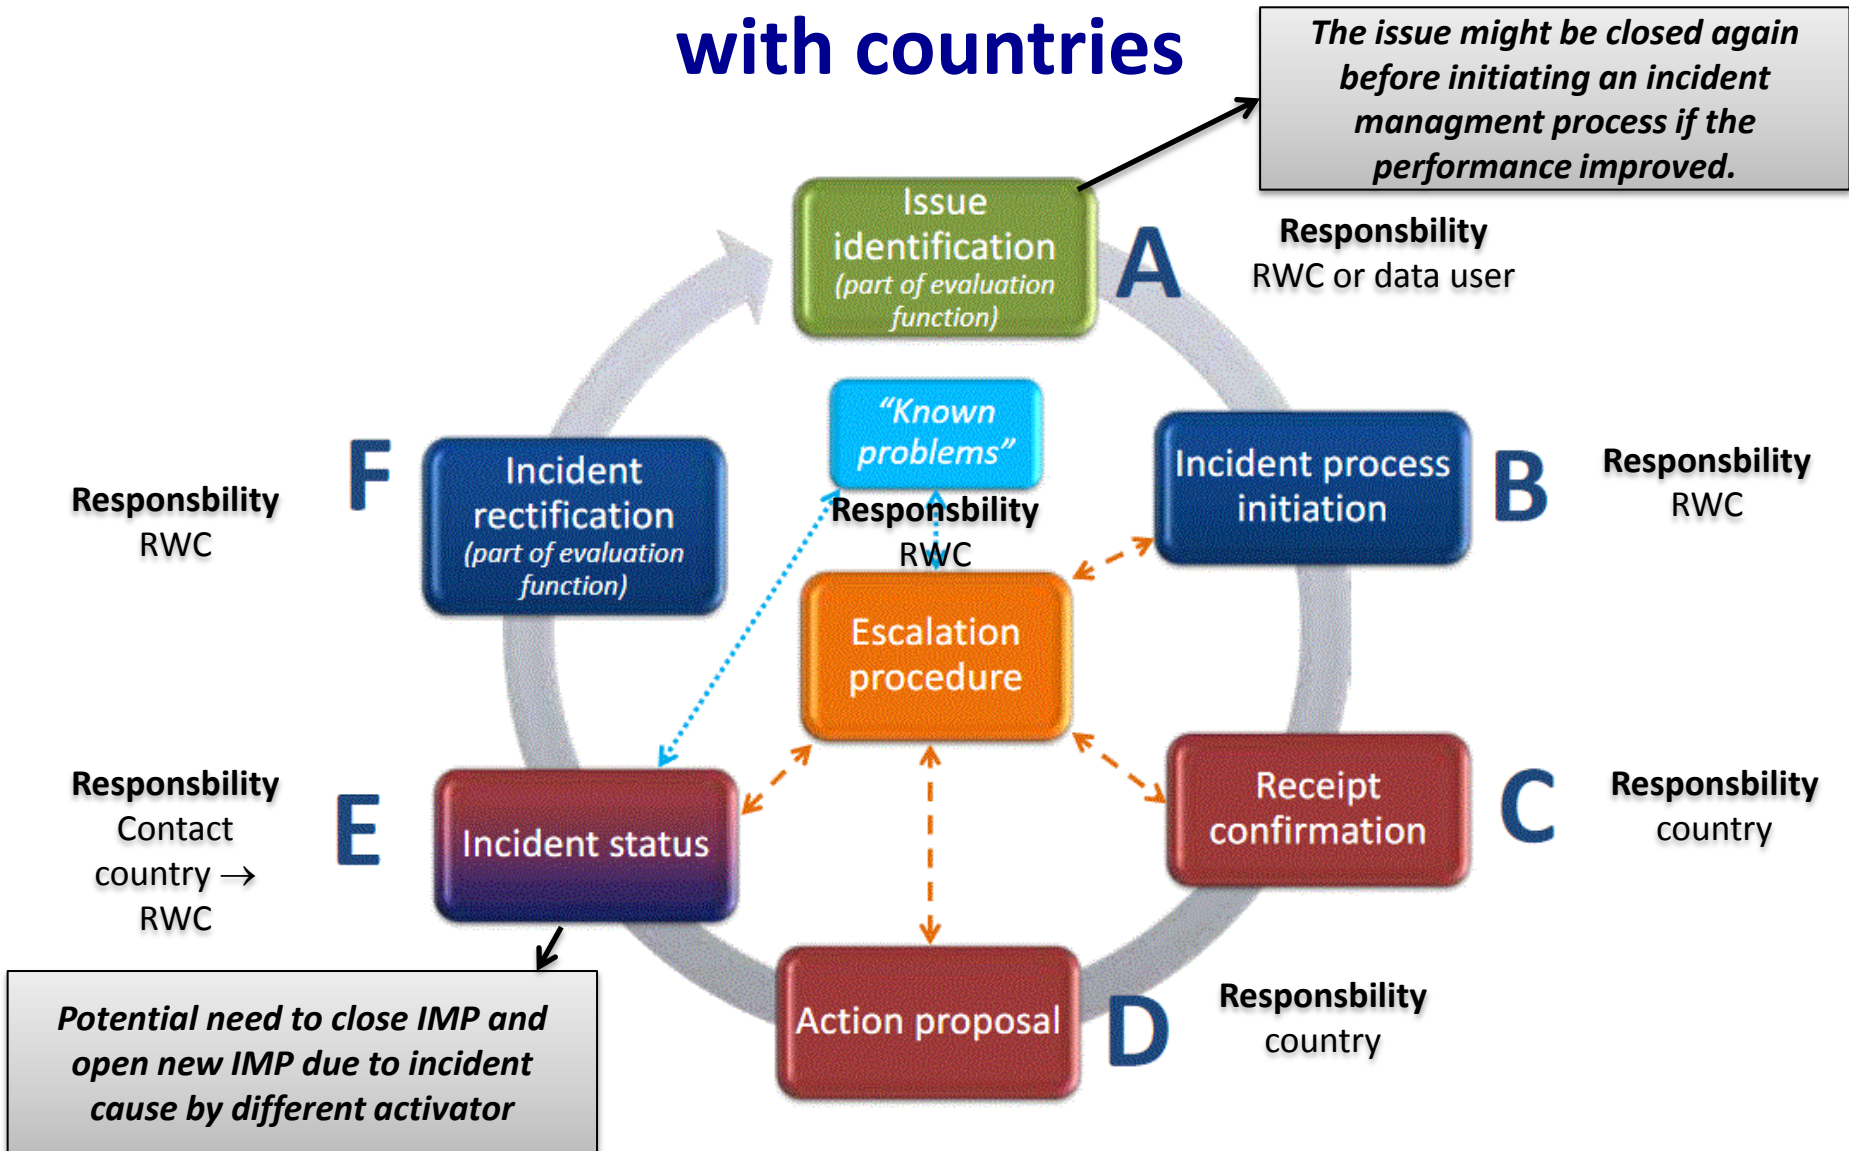 with countries
The issue might be closed again
before initiating an incident
managment process if the
performance improved.
Issue
identification
(part of evaluation
function)
A
Responsbility
RWC or data user
"Known
problems"
Responsbility
RWC
Incident process
initiation
B
Responsbility
RWC
F
Incident
rectification
(part of evaluation
function)
Responsbility
RWC
Escalation
procedure
Receipt
confirmation
C
Responsbility
country
Responsbility
Contact
country →
RWC
E
Incident status
Action proposal
D
Responsbility
country
Potential need to close IMP and
open new IMP due to incident
cause by different activator